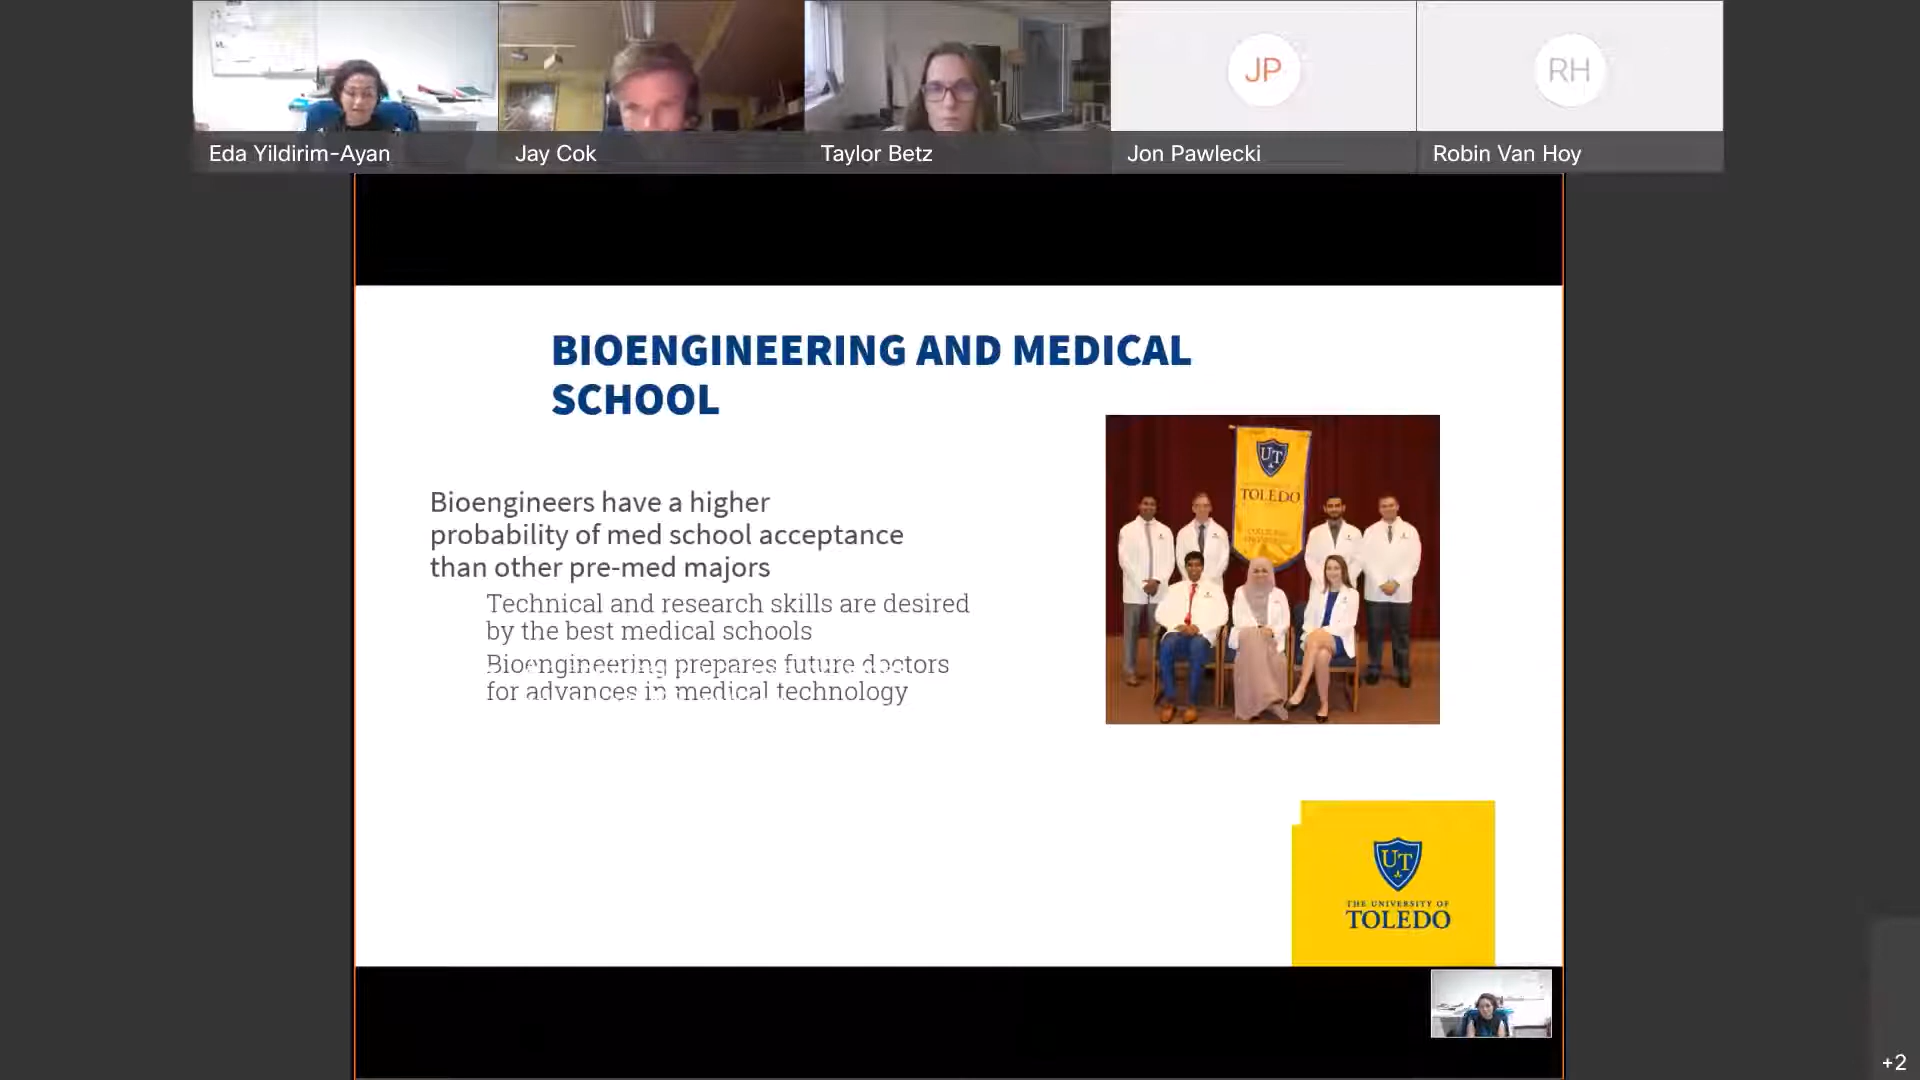 Eda Yildirim-Ayan
Jay Cok
Taylor Betz
JP
Jon Pawlecki
RH
Robin Van Hoy
BIOENGINEERING AND MEDICAL
SCHOOL
Bioengineers have a higher
probability of med school acceptance
than other pre-med majors
Technical and research skills are desired
by the best medical schools
Bioengineering prepares future doctors
for advances in medical technology
UT
TOLEDO
UT
THE UNIVERSITY OF
TOLEDO
+2